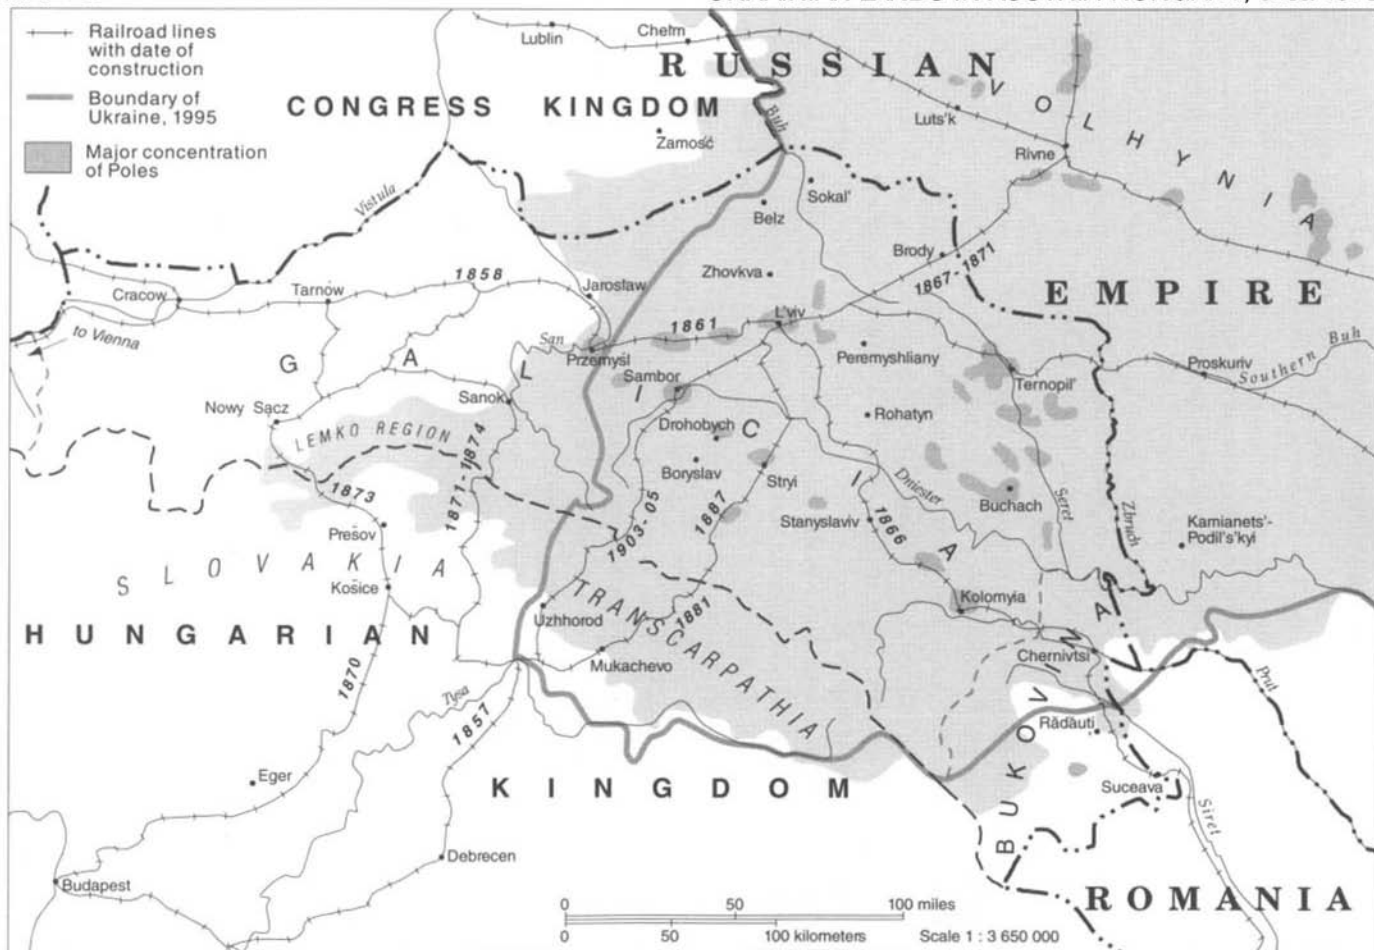 Railroad lines
with date of
construction
Boundary of
Ukraine, 1995
Major concentration
of Poles
Lublin
Chełm
RUSSIAN
CONGRESS KINGDOM
Zamość
Buh
Luts'k
VOLHYNIA
Rivne
Vistula
Sokal'
Belz
Brody
1867-1871
Zhovkva
EMPIRE
1858
Jarosław
Cracow
Tarnów
to Vienna
L'viv
1861
San
Przemyśl
Peremyshliany
Proskuriv
Southern Buh
GALICIA
Sambor
Ternopil'
Sanok
Nowy Sącz
Rohatyn
LEMKO REGION
Drohobych
Boryslav
Stryi
Dniester
1871-1874
1873
1903-05
1887
Stanyslaviv
1866
Buchach
Seret
Zbruch
Kamianets'-
Podil's'kyi
Prešov
SLOVAKIA
Košice
TRANSCARPATHIA
Kolomyia
Uzhhorod
1881
HUNGARIAN
Mukachevo
Chernivtsi
1870
Tysa
1857
Prut
BUKOVINA
Rădăuți
Eger
KINGDOM
Suceava
Siret
Debrecen
Budapest
ROMANIA
0 50 100 miles
0 50 100 kilometers
Scale 1 : 3 650 000